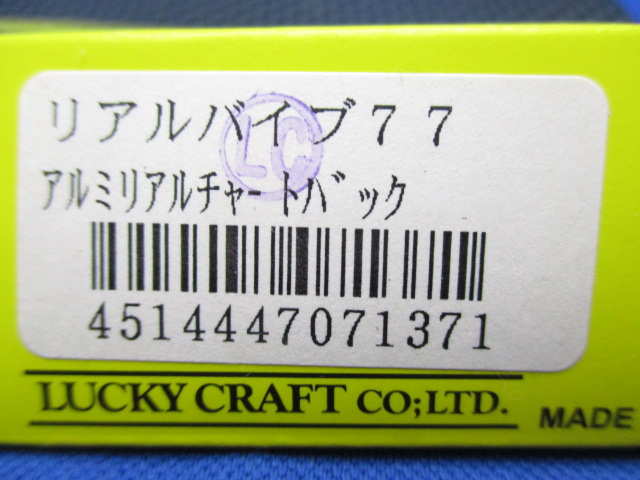 リアルバイブ77
LC
アルミリアルチャートバック
4514447071371
LUCKY CRAFT CO;LTD.
MADE